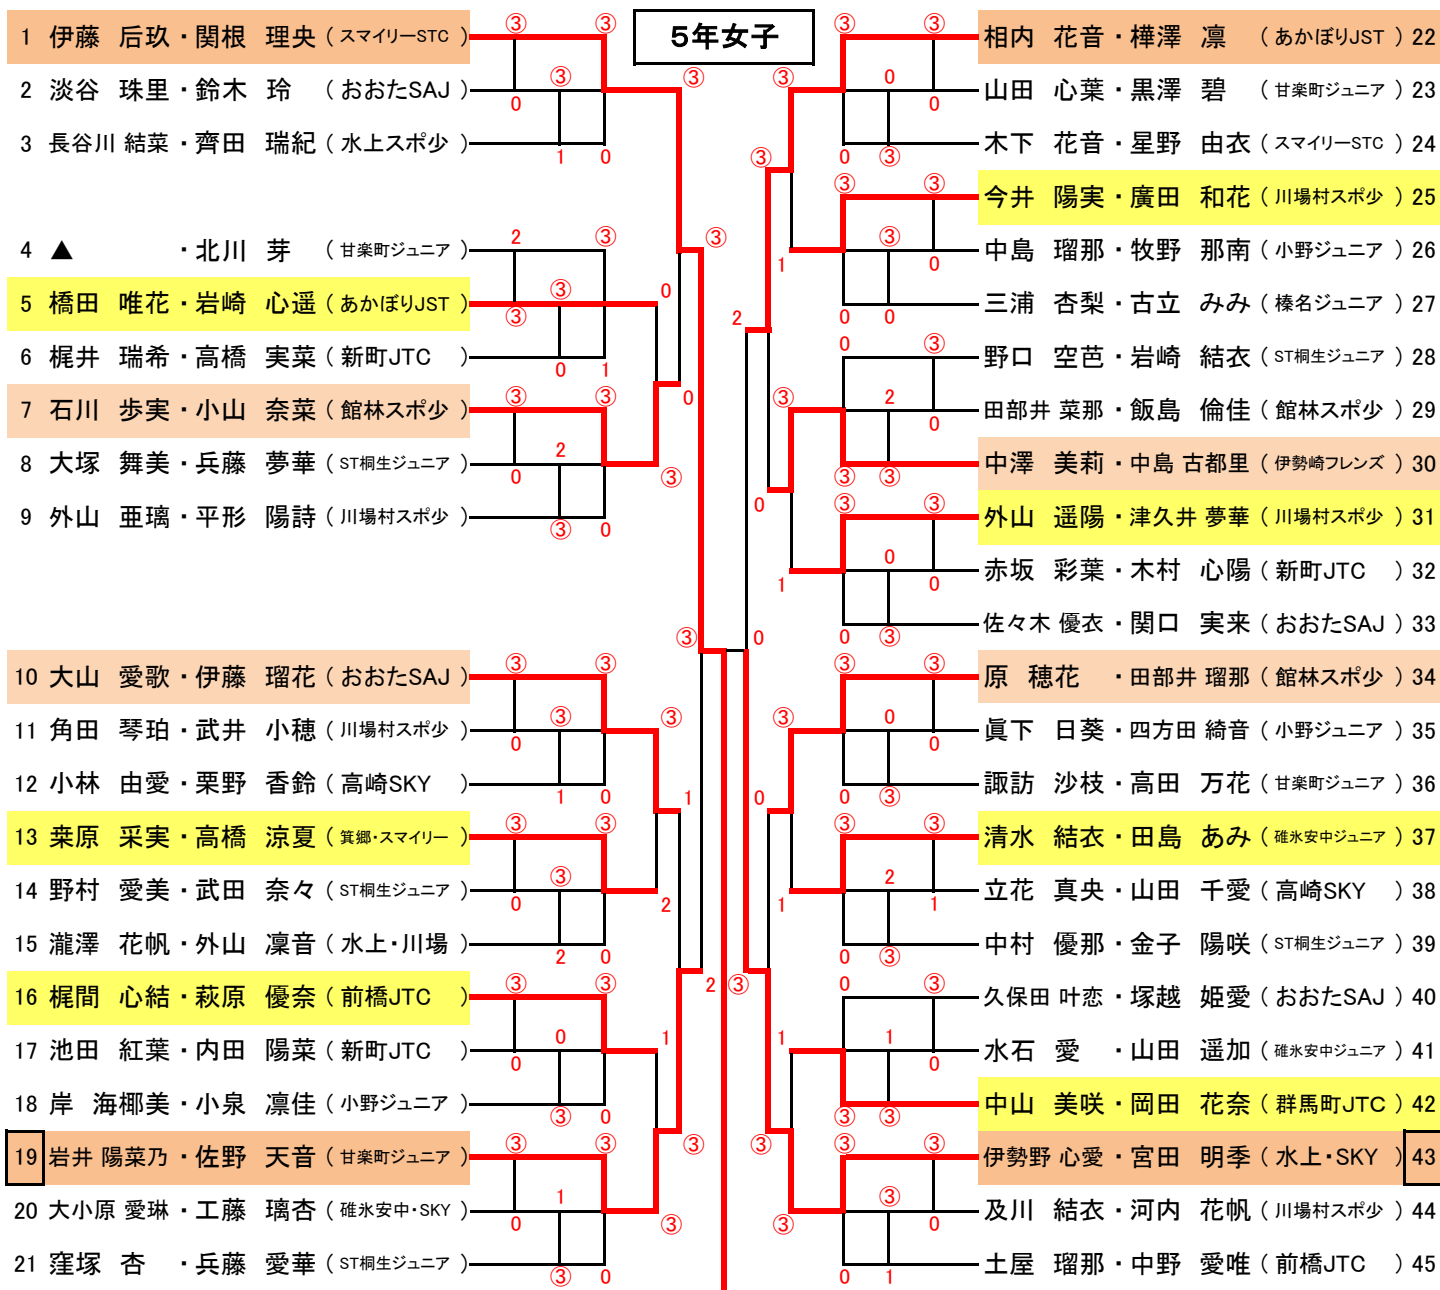 5年女子
1 伊藤 后玖・関根 理央 ( スマイリーSTC )
2 淡谷 珠里・鈴木 玲 ( おおたSAJ )
3 長谷川 結菜・齊田 瑞紀 ( 水上スポ少 )
4 ▲ ・北川 芽 ( 甘楽町ジュニア )
5 橋田 唯花・岩崎 心遥 ( あかぼりJST )
6 梶井 瑞希・高橋 実菜 ( 新町JTC )
7 石川 歩実・小山 奈菜 ( 館林スポ少 )
8 大塚 舞美・兵藤 夢華 ( ST桐生ジュニア )
9 外山 亜璃・平形 陽詩 ( 川場村スポ少 )
10 大山 愛歌・伊藤 瑠花 ( おおたSAJ )
11 角田 琴珀・武井 小穂 ( 川場村スポ少 )
12 小林 由愛・栗野 香鈴 ( 高崎SKY )
13 桒原 采実・高橋 涼夏 ( 箕郷・スマイリー )
14 野村 愛美・武田 奈々 ( ST桐生ジュニア )
15 瀧澤 花帆・外山 凜音 ( 水上・川場 )
16 梶間 心結・萩原 優奈 ( 前橋JTC )
17 池田 紅葉・内田 陽菜 ( 新町JTC )
18 岸 海椰美・小泉 凛佳 ( 小野ジュニア )
19 岩井 陽菜乃・佐野 天音 ( 甘楽町ジュニア )
20 大小原 愛琳・工藤 璃杏 ( 碓氷安中・SKY )
21 窪塚 杏 ・兵藤 愛華 ( ST桐生ジュニア )
相内 花音・樺澤 凛 ( あかぼりJST ) 22
山田 心葉・黒澤 碧 ( 甘楽町ジュニア ) 23
木下 花音・星野 由衣 ( スマイリーSTC ) 24
今井 陽実・廣田 和花 ( 川場村スポ少 ) 25
中島 瑠那・牧野 那南 ( 小野ジュニア ) 26
三浦 杏梨・古立 みみ ( 榛名ジュニア ) 27
野口 空芭・岩崎 結衣 ( ST桐生ジュニア ) 28
田部井 菜那・飯島 倫佳 ( 館林スポ少 ) 29
中澤 美莉・中島 古都里 ( 伊勢崎フレンズ ) 30
外山 遥陽・津久井 夢華 ( 川場村スポ少 ) 31
赤坂 彩葉・木村 心陽 ( 新町JTC ) 32
佐々木 優衣・関口 実来 ( おおたSAJ ) 33
原 穂花 ・田部井 瑠那 ( 館林スポ少 ) 34
眞下 日葵・四方田 綺音 ( 小野ジュニア ) 35
諏訪 沙枝・高田 万花 ( 甘楽町ジュニア ) 36
清水 結衣・田島 あみ ( 碓氷安中ジュニア ) 37
立花 真央・山田 千愛 ( 高崎SKY ) 38
中村 優那・金子 陽咲 ( ST桐生ジュニア ) 39
久保田 叶恋・塚越 姫愛 ( おおたSAJ ) 40
水石 愛 ・山田 遥加 ( 碓氷安中ジュニア ) 41
中山 美咲・岡田 花奈 ( 群馬町JTC ) 42
伊勢野 心愛・宮田 明季 ( 水上・SKY ) 43
及川 結衣・河内 花帆 ( 川場村スポ少 ) 44
土屋 瑠那・中野 愛唯 ( 前橋JTC ) 45